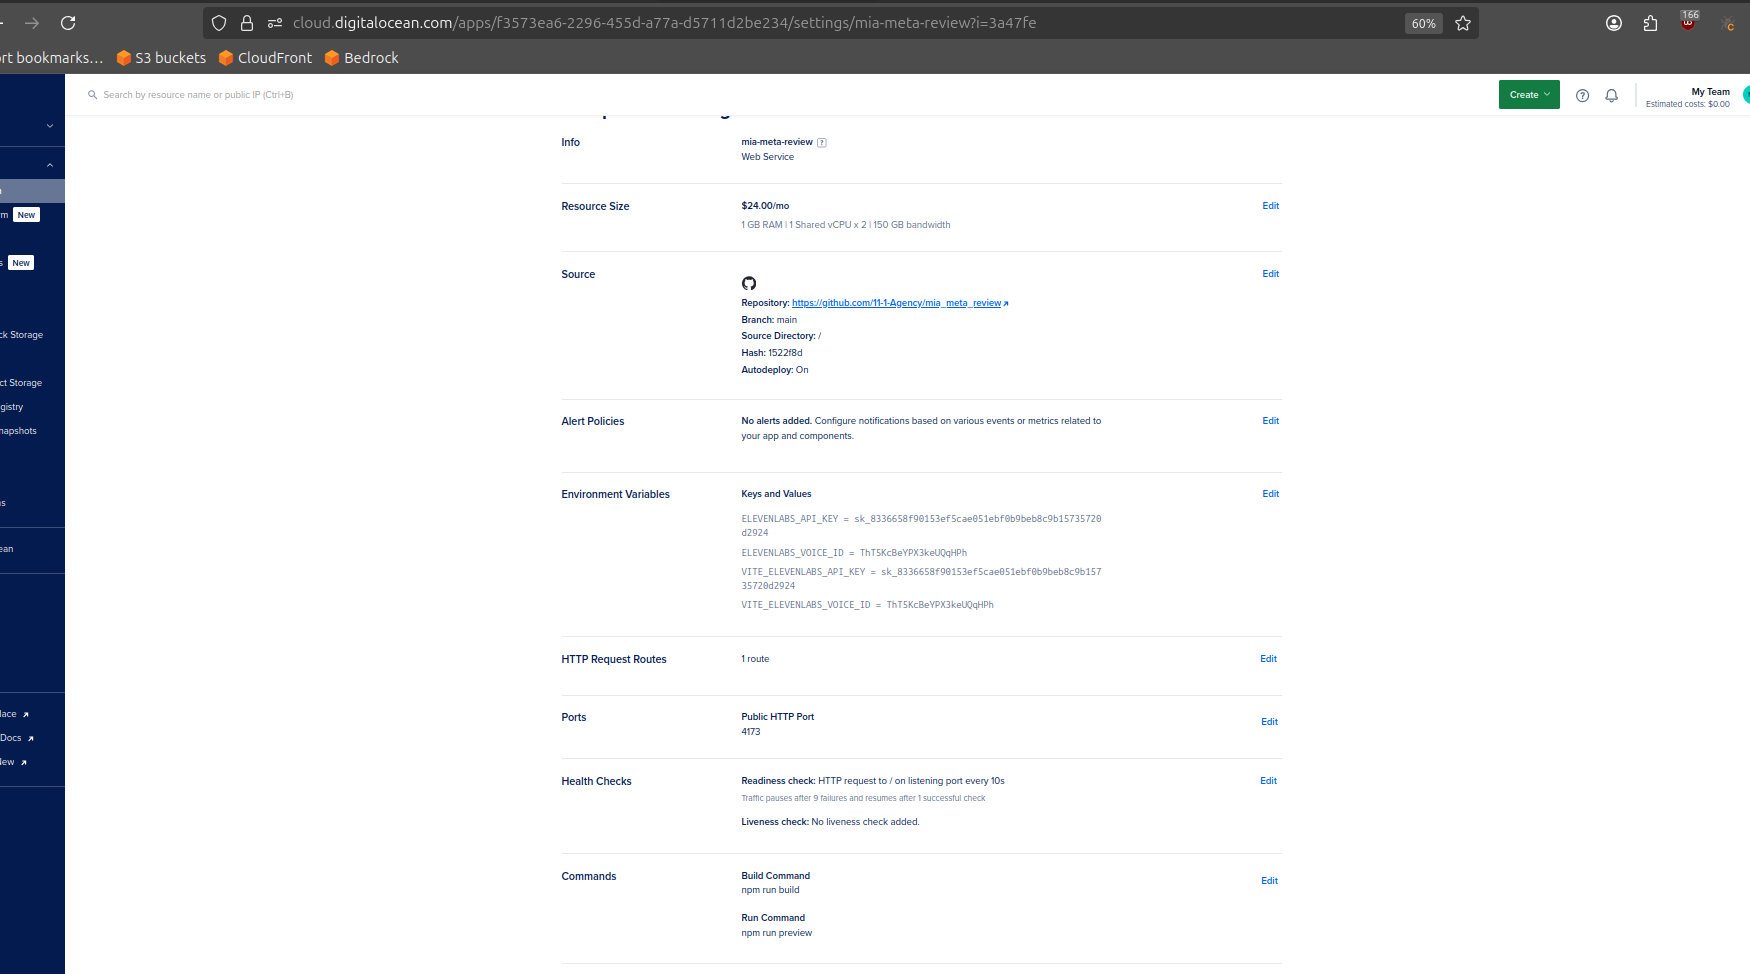 cloud.digitalocean.com/apps/f3573ea6-2296-455d-a77a-d5711d2be234/settings/mia-meta-review?i=3a47fe
60%
166
rt bookmarks...
S3 buckets
CloudFront
Bedrock
Search by resource name or public IP (Ctrl+B)
Create
My Team
Estimated costs: $0.00
New
New
ck Storage
ct Storage
gistry
napshots
ns
ean
lace
Docs
New
Info
mia-meta-review
Web Service
Resource Size
$24.00/mo
Edit
1 GB RAM | 1 Shared vCPU x 2 | 150 GB bandwidth
Source
Edit
Repository: https://github.com/11-1-Agency/mia_meta_review
Branch: main
Source Directory: /
Hash: 1522f8d
Autodeploy: On
Alert Policies
No alerts added. Configure notifications based on various events or metrics related to
your app and components.
Edit
Environment Variables
Keys and Values
Edit
ELEVENLABS_API_KEY = sk_8336658f90153ef5cae051ebf0b9beb8c9b15735720
d2924
ELEVENLABS_VOICE_ID = ThT5KcBeYPX3keUQqHPh
VITE_ELEVENLABS_API_KEY = sk_8336658f90153ef5cae051ebf0b9beb8c9b157
35720d2924
VITE_ELEVENLABS_VOICE_ID = ThT5KcBeYPX3keUQqHPh
HTTP Request Routes
1 route
Edit
Ports
Public HTTP Port
4173
Edit
Health Checks
Readiness check: HTTP request to / on listening port every 10s
Edit
Traffic pauses after 9 failures and resumes after 1 successful check
Liveness check: No liveness check added.
Commands
Build Command
npm run build
Edit
Run Command
npm run preview